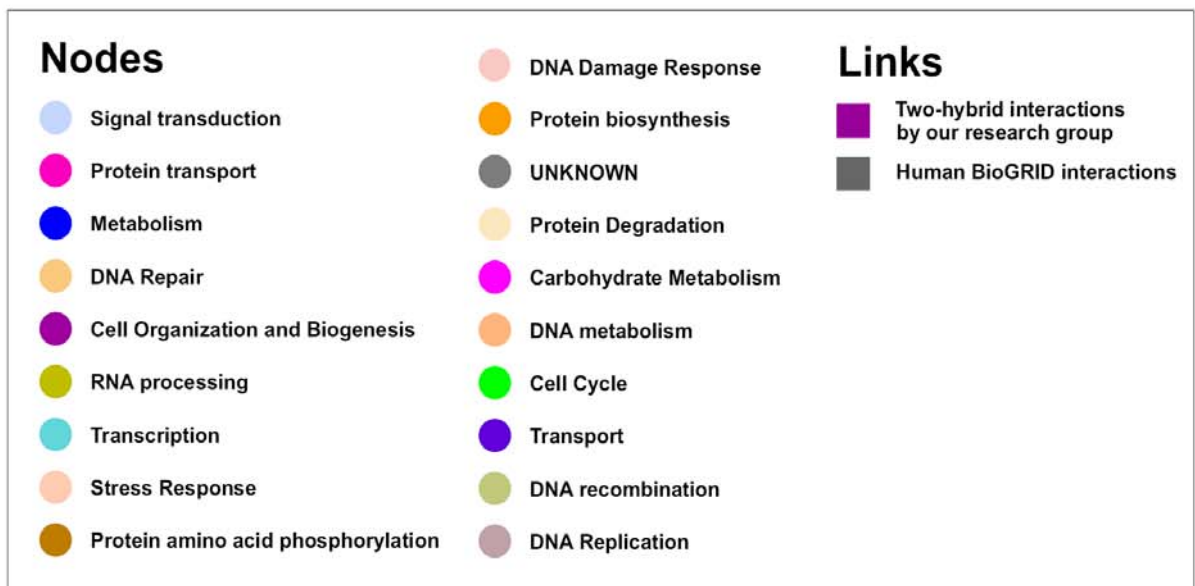 Nodes
Signal transduction
Protein transport
Metabolism
DNA Repair
Cell Organization and Biogenesis
RNA processing
Transcription
Stress Response
Protein amino acid phosphorylation
DNA Damage Response
Protein biosynthesis
UNKNOWN
Protein Degradation
Carbohydrate Metabolism
DNA metabolism
Cell Cycle
Transport
DNA recombination
DNA Replication
Links
Two-hybrid interactions
by our research group
Human BioGRID interactions